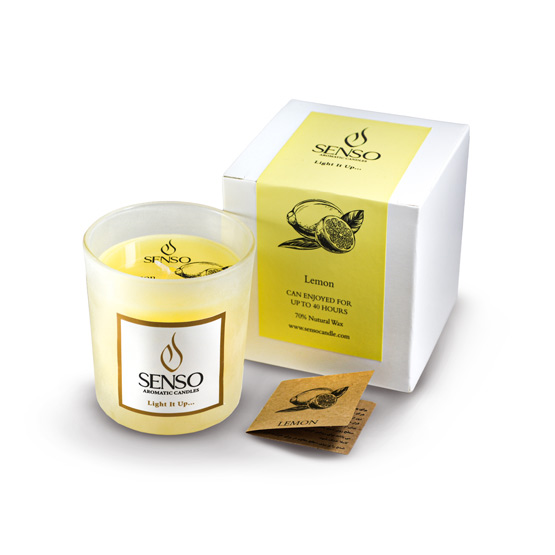 SENSO
AROMATIC CANDLES
Light it Up...
Lemon
CAN ENJOYED FOR
UP TO 40 HOURS
70% Natural Wax
www.sensocandle.com
SENSO
SENSO
AROMATIC CANDLES
Light it Up...
LEMON